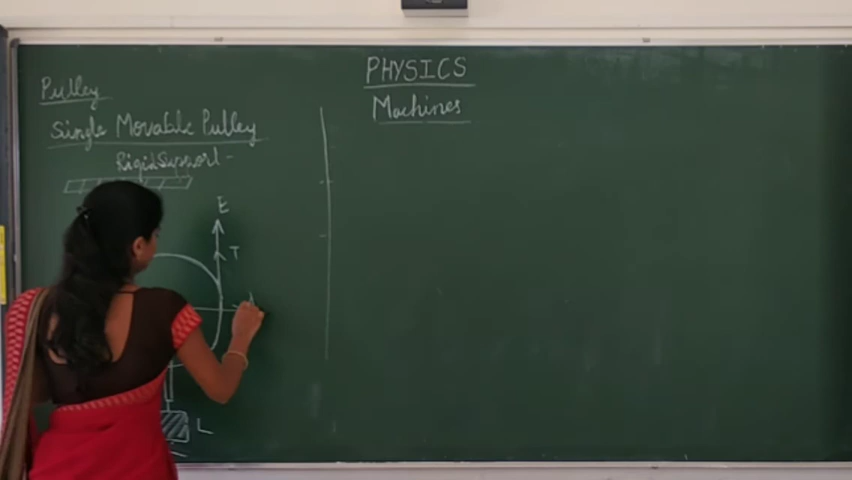 PHYSICS
Machines
Pulley
Single Movable Pulley
Rigid Support -
E
T
L